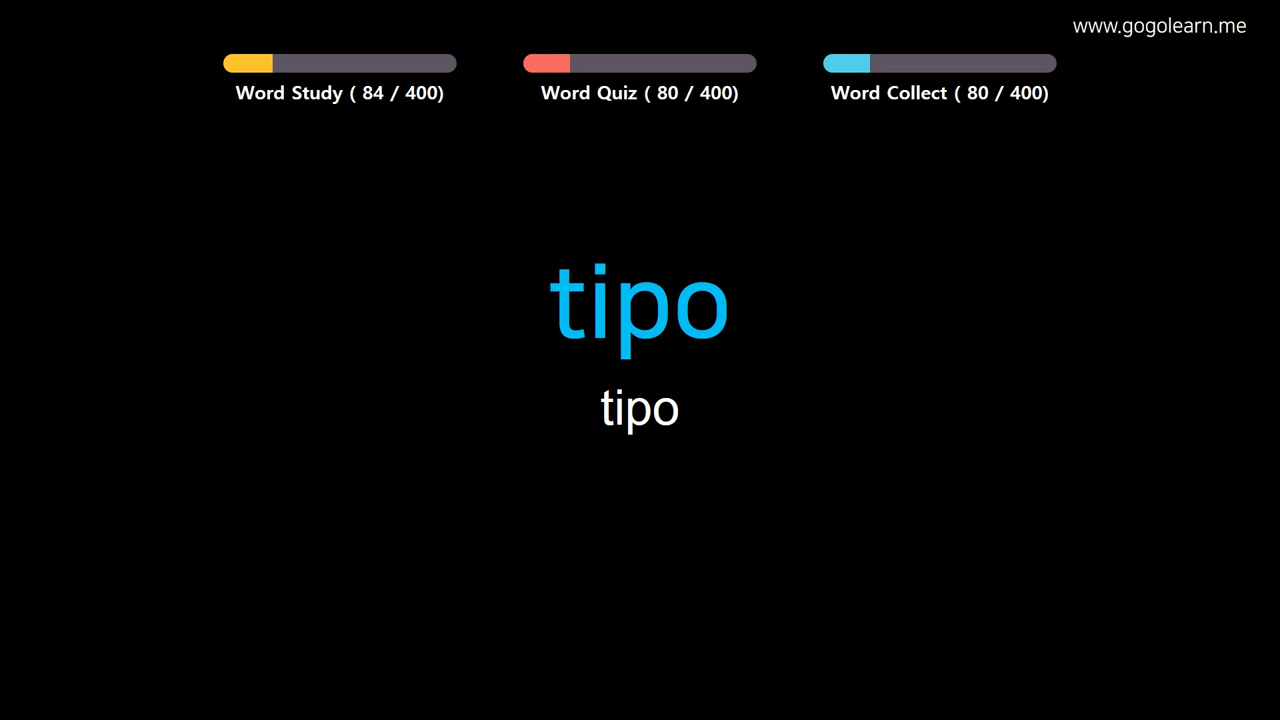 www.gogolearn.me
Word Study ( 84 / 400)
Word Quiz ( 80 / 400)
Word Collect ( 80 / 400)
tipo
tipo